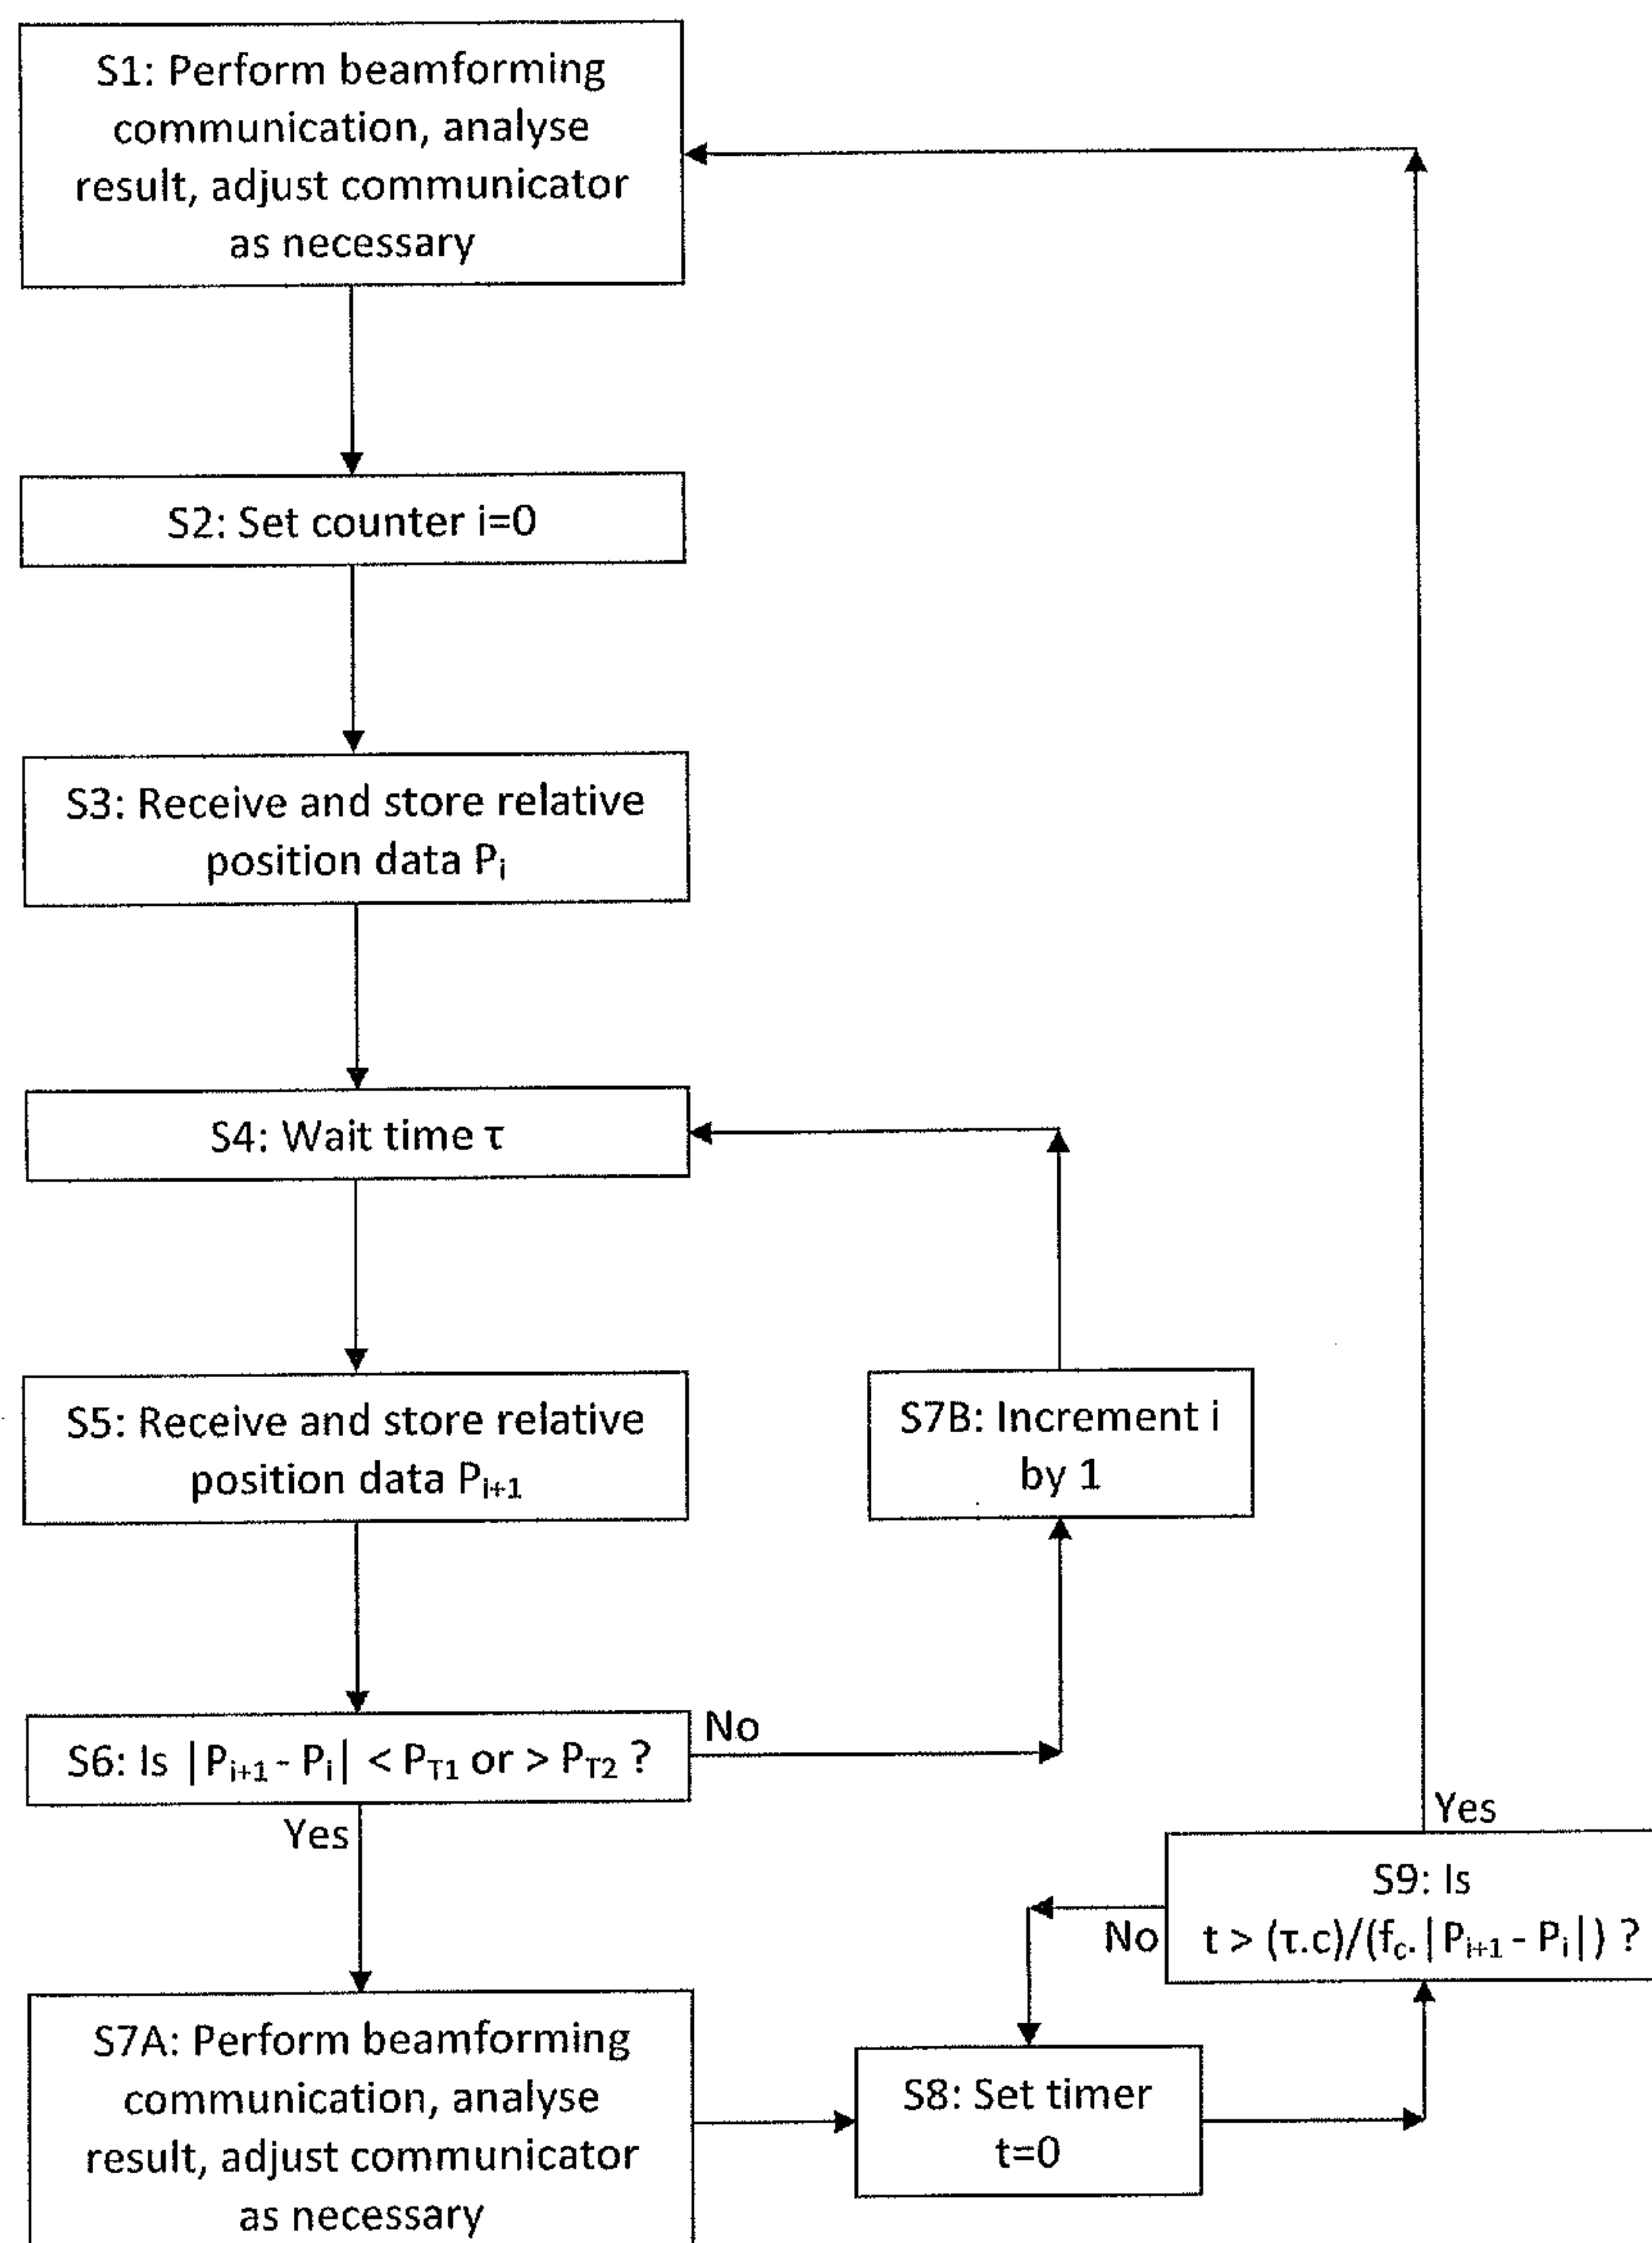 S1: Perform beamforming
communication, analyse
result, adjust communicator
as necessary
S2: Set counter i=0
S3: Receive and store relative
position data Pᵢ
S4: Wait time τ
S5: Receive and store relative
position data Pᵢ₊₁
S7B: Increment i
by 1
S6: Is |Pᵢ₊₁ - Pᵢ| < P_T1 or > P_T2 ?
No
Yes
S7A: Perform beamforming
communication, analyse
result, adjust communicator
as necessary
S8: Set timer
t=0
S9: Is
t > (τ.c)/(f_c.|Pᵢ₊₁ - Pᵢ|) ?
No
Yes